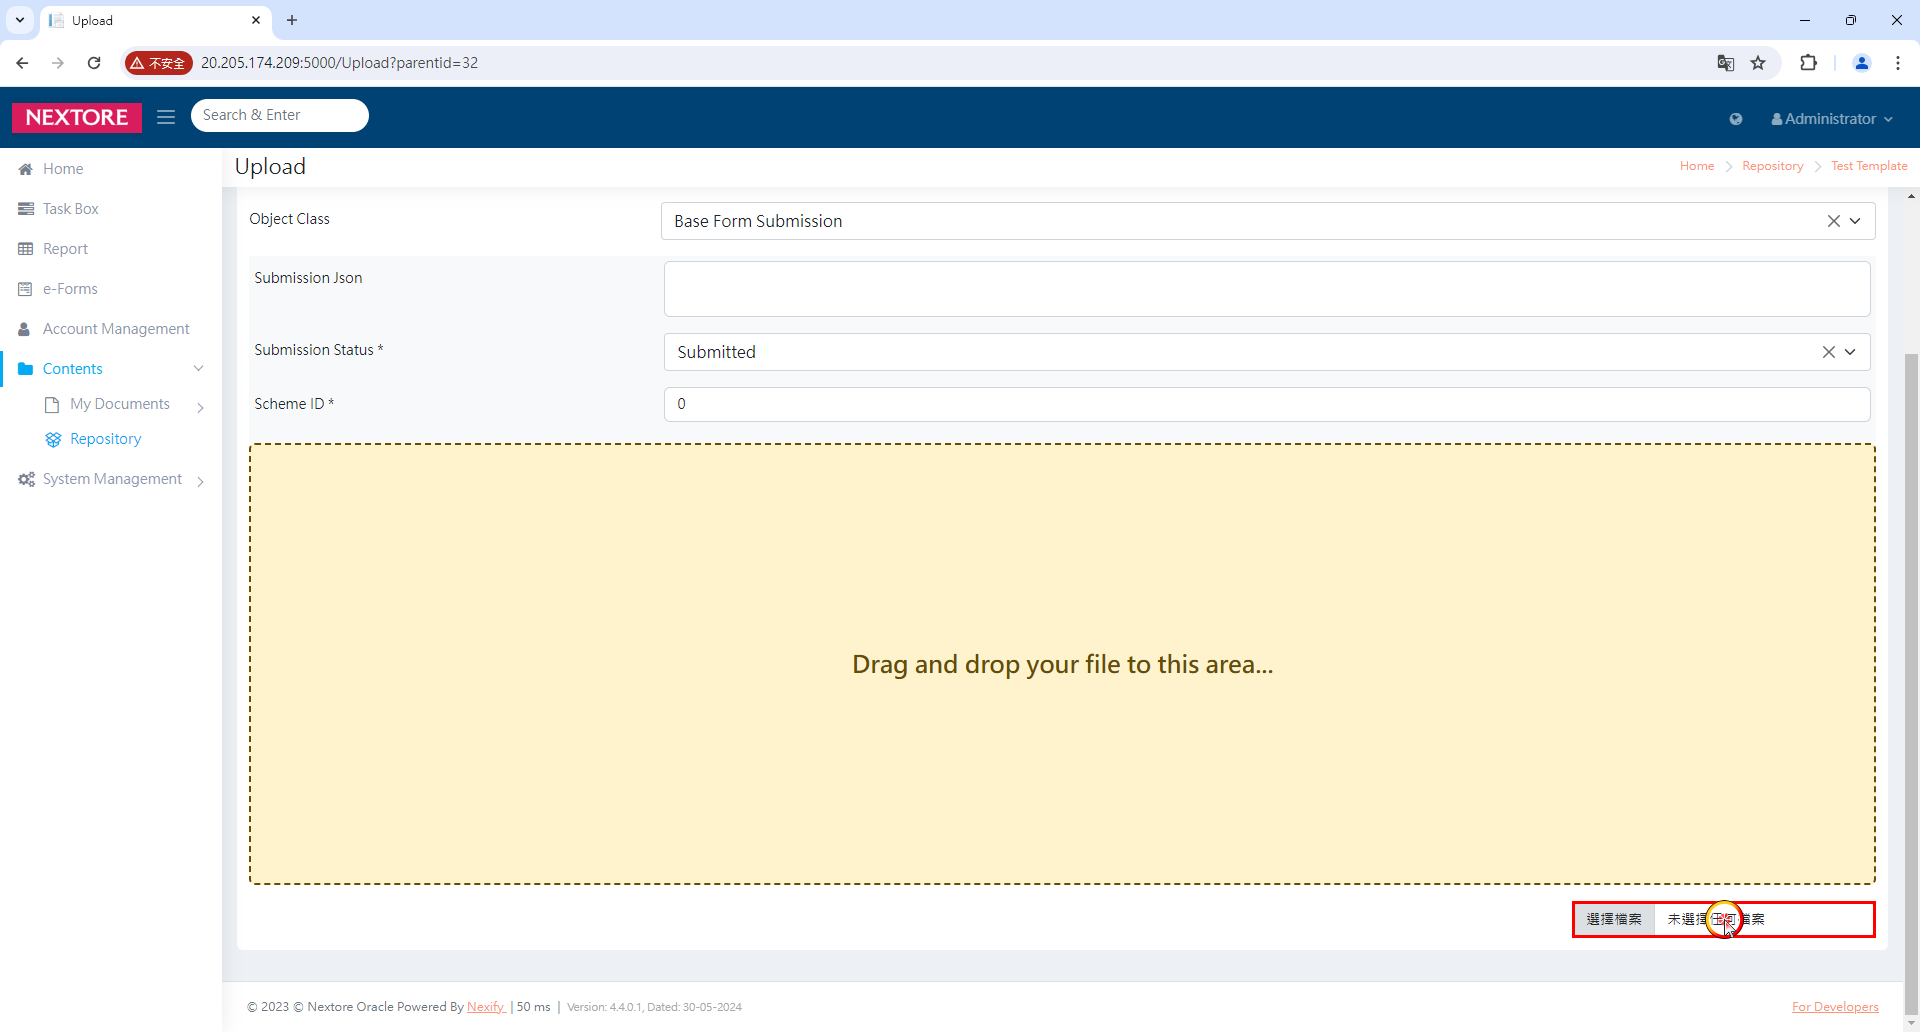 Upload
不安全
20.205.174.209:5000/Upload?parentid=32
NEXTORE
Search & Enter
Administrator
Home
Task Box
Report
e-Forms
Account Management
Contents
My Documents
Repository
System Management
Upload
Home
Repository
Test Template
Object Class
Base Form Submission
Submission Json
Submission Status *
Submitted
Scheme ID *
0
Drag and drop your file to this area...
選擇檔案
未選擇任何檔案
© 2023 © Nextore Oracle Powered By Nexify | 50 ms | Version: 4.4.0.1, Dated: 30-05-2024
For Developers